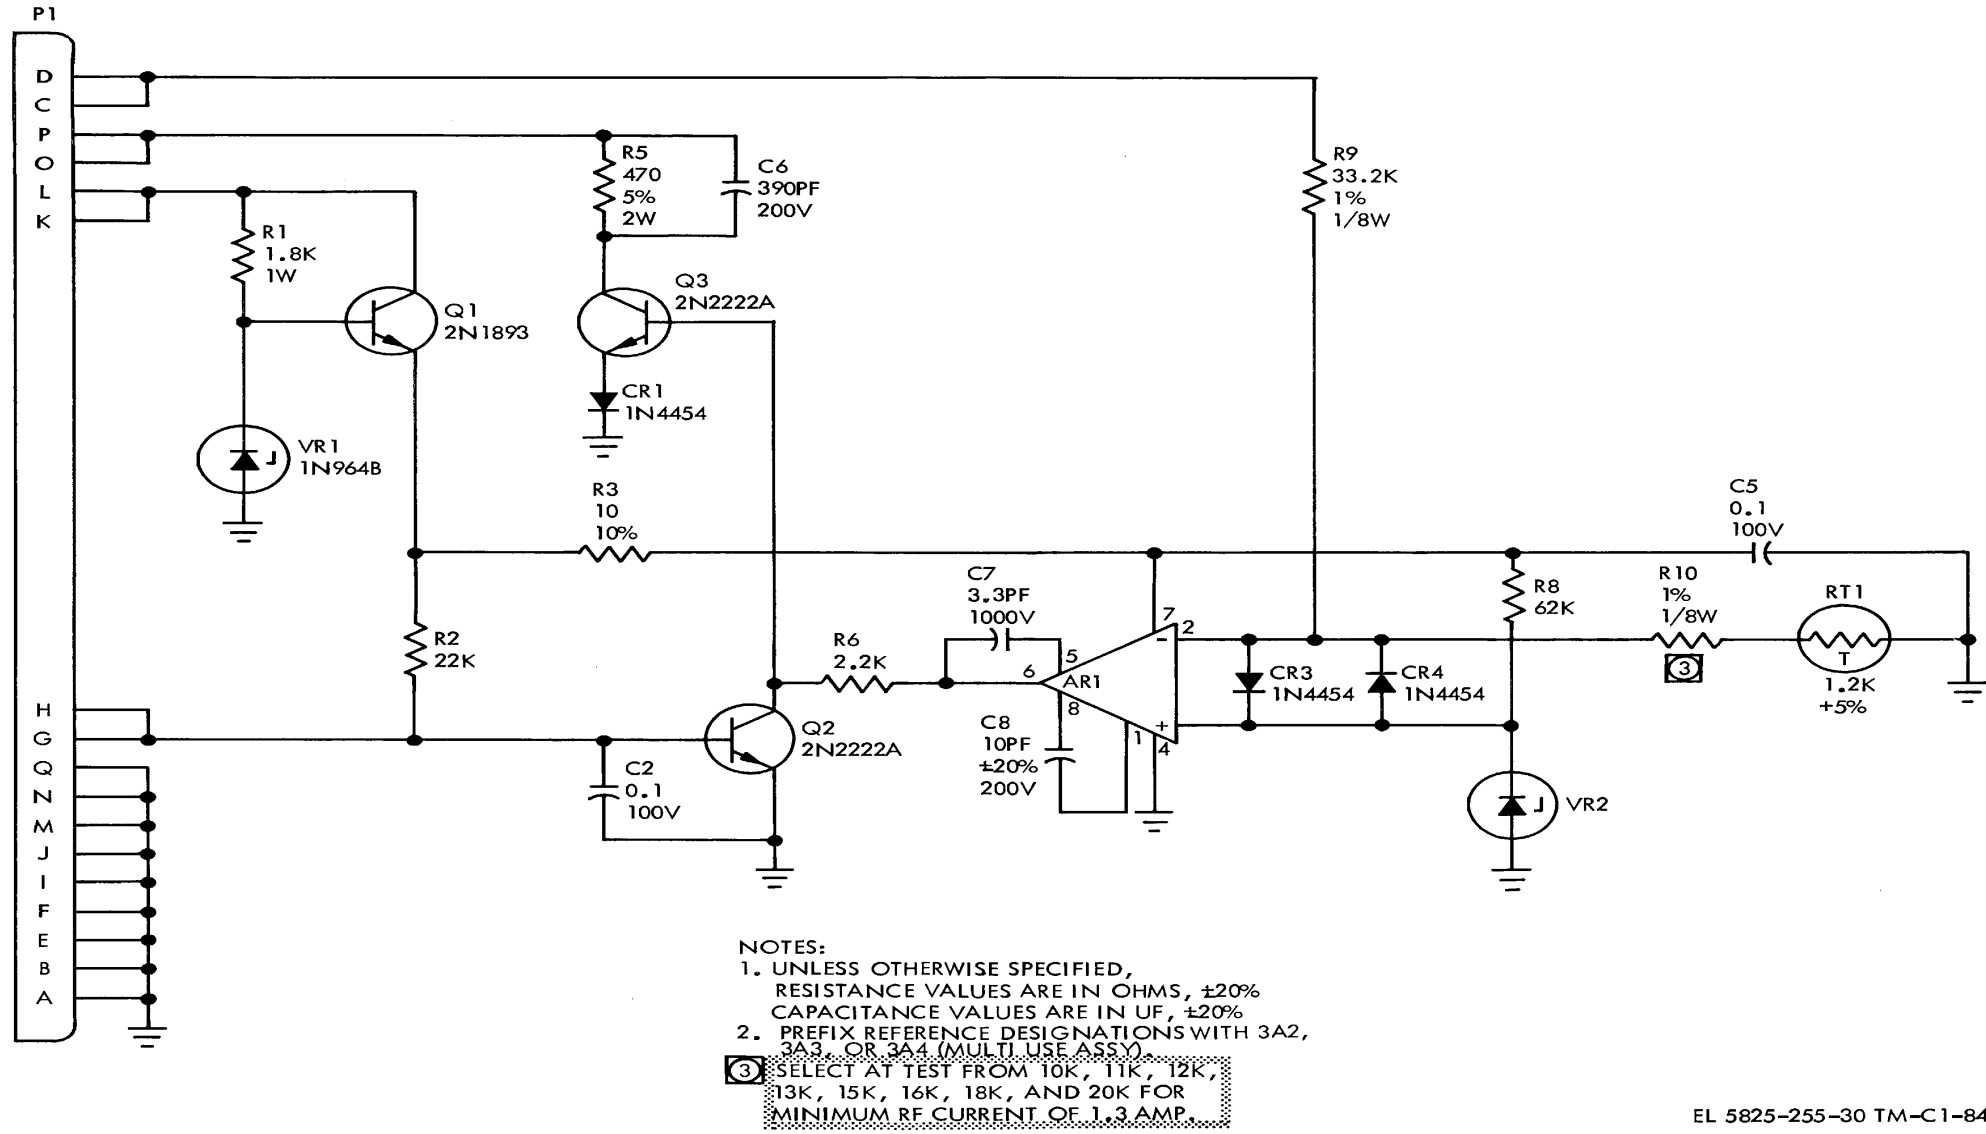 P1
D
C
P
O
L
K
R1
1.8K
1W
Q1
2N1893
VR1
1N964B
R5
470
5%
2W
C6
390PF
200V
Q3
2N2222A
CR1
1N4454
R9
33.2K
1%
1/8W
R3
10
10%
R2
22K
C5
0.1
100V
R10
1%
1/8W
3
RT1
T
1.2K
+5%
R8
62K
C7
3.3PF
1000V
R6
2.2K
7
2
-
5
6
AR1
8
+
1
4
CR3
1N4454
CR4
1N4454
C8
10PF
±20%
200V
VR2
Q2
2N2222A
C2
0.1
100V
H
G
Q
N
M
J
I
F
E
B
A
NOTES:
1. UNLESS OTHERWISE SPECIFIED,
RESISTANCE VALUES ARE IN OHMS, ±20%
CAPACITANCE VALUES ARE IN UF, ±20%
2. PREFIX REFERENCE DESIGNATIONS WITH 3A2,
3A3, OR 3A4 (MULTI USE ASSY).
3 SELECT AT TEST FROM 10K, 11K, 12K,
13K, 15K, 16K, 18K, AND 20K FOR
MINIMUM RF CURRENT OF 1.3 AMP.
EL 5825-255-30 TM-C1-84